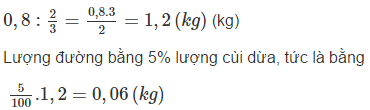 0,8 : 2/3 = 0,8.3/2 = 1,2 (kg) (kg)
Lượng đường bằng 5% lượng cùi dừa, tức là bằng
5/100 .1,2 = 0,06 (kg)